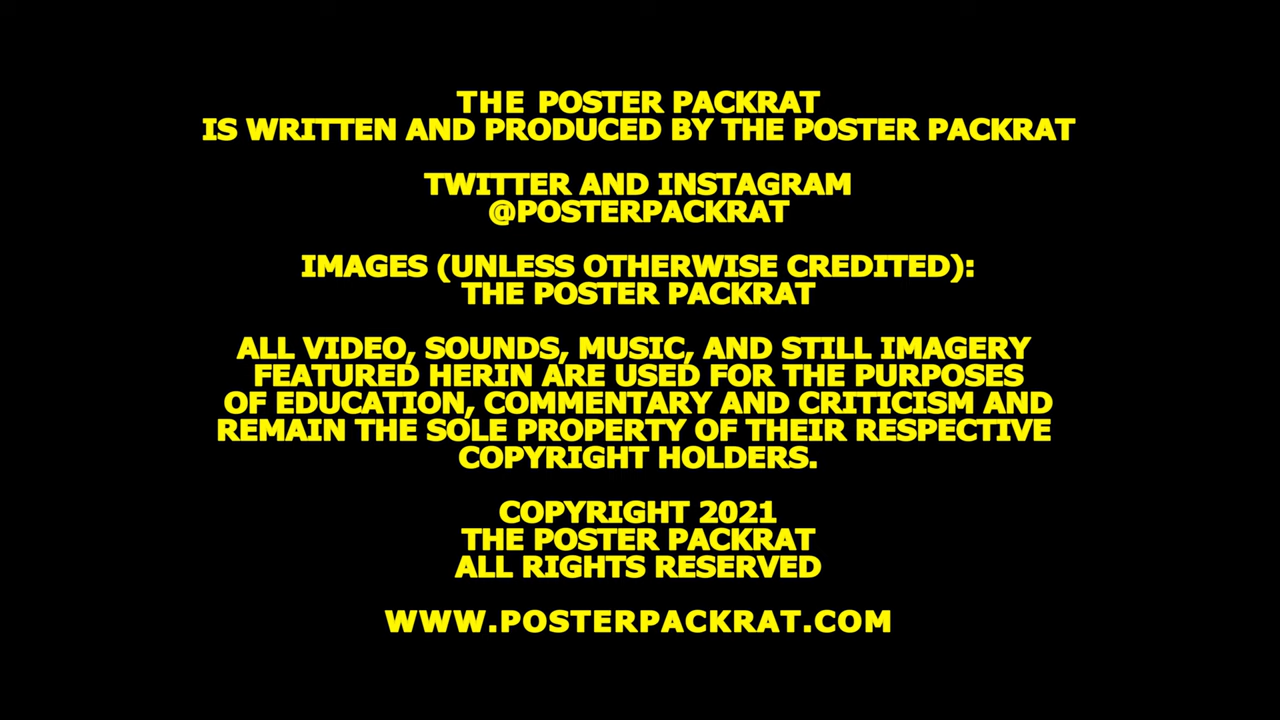 THE POSTER PACKRAT
IS WRITTEN AND PRODUCED BY THE POSTER PACKRAT
TWITTER AND INSTAGRAM
@POSTERPACKRAT
IMAGES (UNLESS OTHERWISE CREDITED):
THE POSTER PACKRAT
ALL VIDEO, SOUNDS, MUSIC, AND STILL IMAGERY
FEATURED HERIN ARE USED FOR THE PURPOSES
OF EDUCATION, COMMENTARY AND CRITICISM AND
REMAIN THE SOLE PROPERTY OF THEIR RESPECTIVE
COPYRIGHT HOLDERS.
COPYRIGHT 2021
THE POSTER PACKRAT
ALL RIGHTS RESERVED
WWW.POSTERPACKRAT.COM